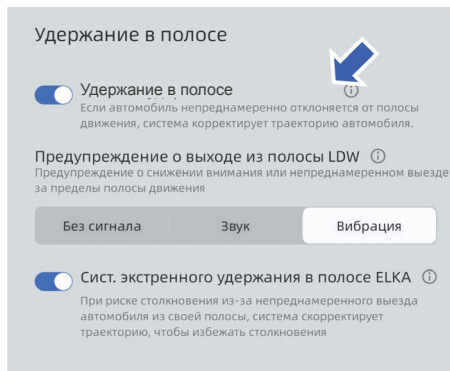 Удержание в полосе
Удержание в полосе
Если автомобиль непреднамеренно отклоняется от полосы
движения, система корректирует траекторию автомобиля.
Предупреждение о выходе из полосы LDW
Предупреждение о снижении внимания или непреднамеренном выезде
за пределы полосы движения
Без сигнала Звук Вибрация
Сист. экстренного удержания в полосе ELKA
При риске столкновения из-за непреднамеренного выезда
автомобиля из своей полосы, система скорректирует
траекторию, чтобы избежать столкновения